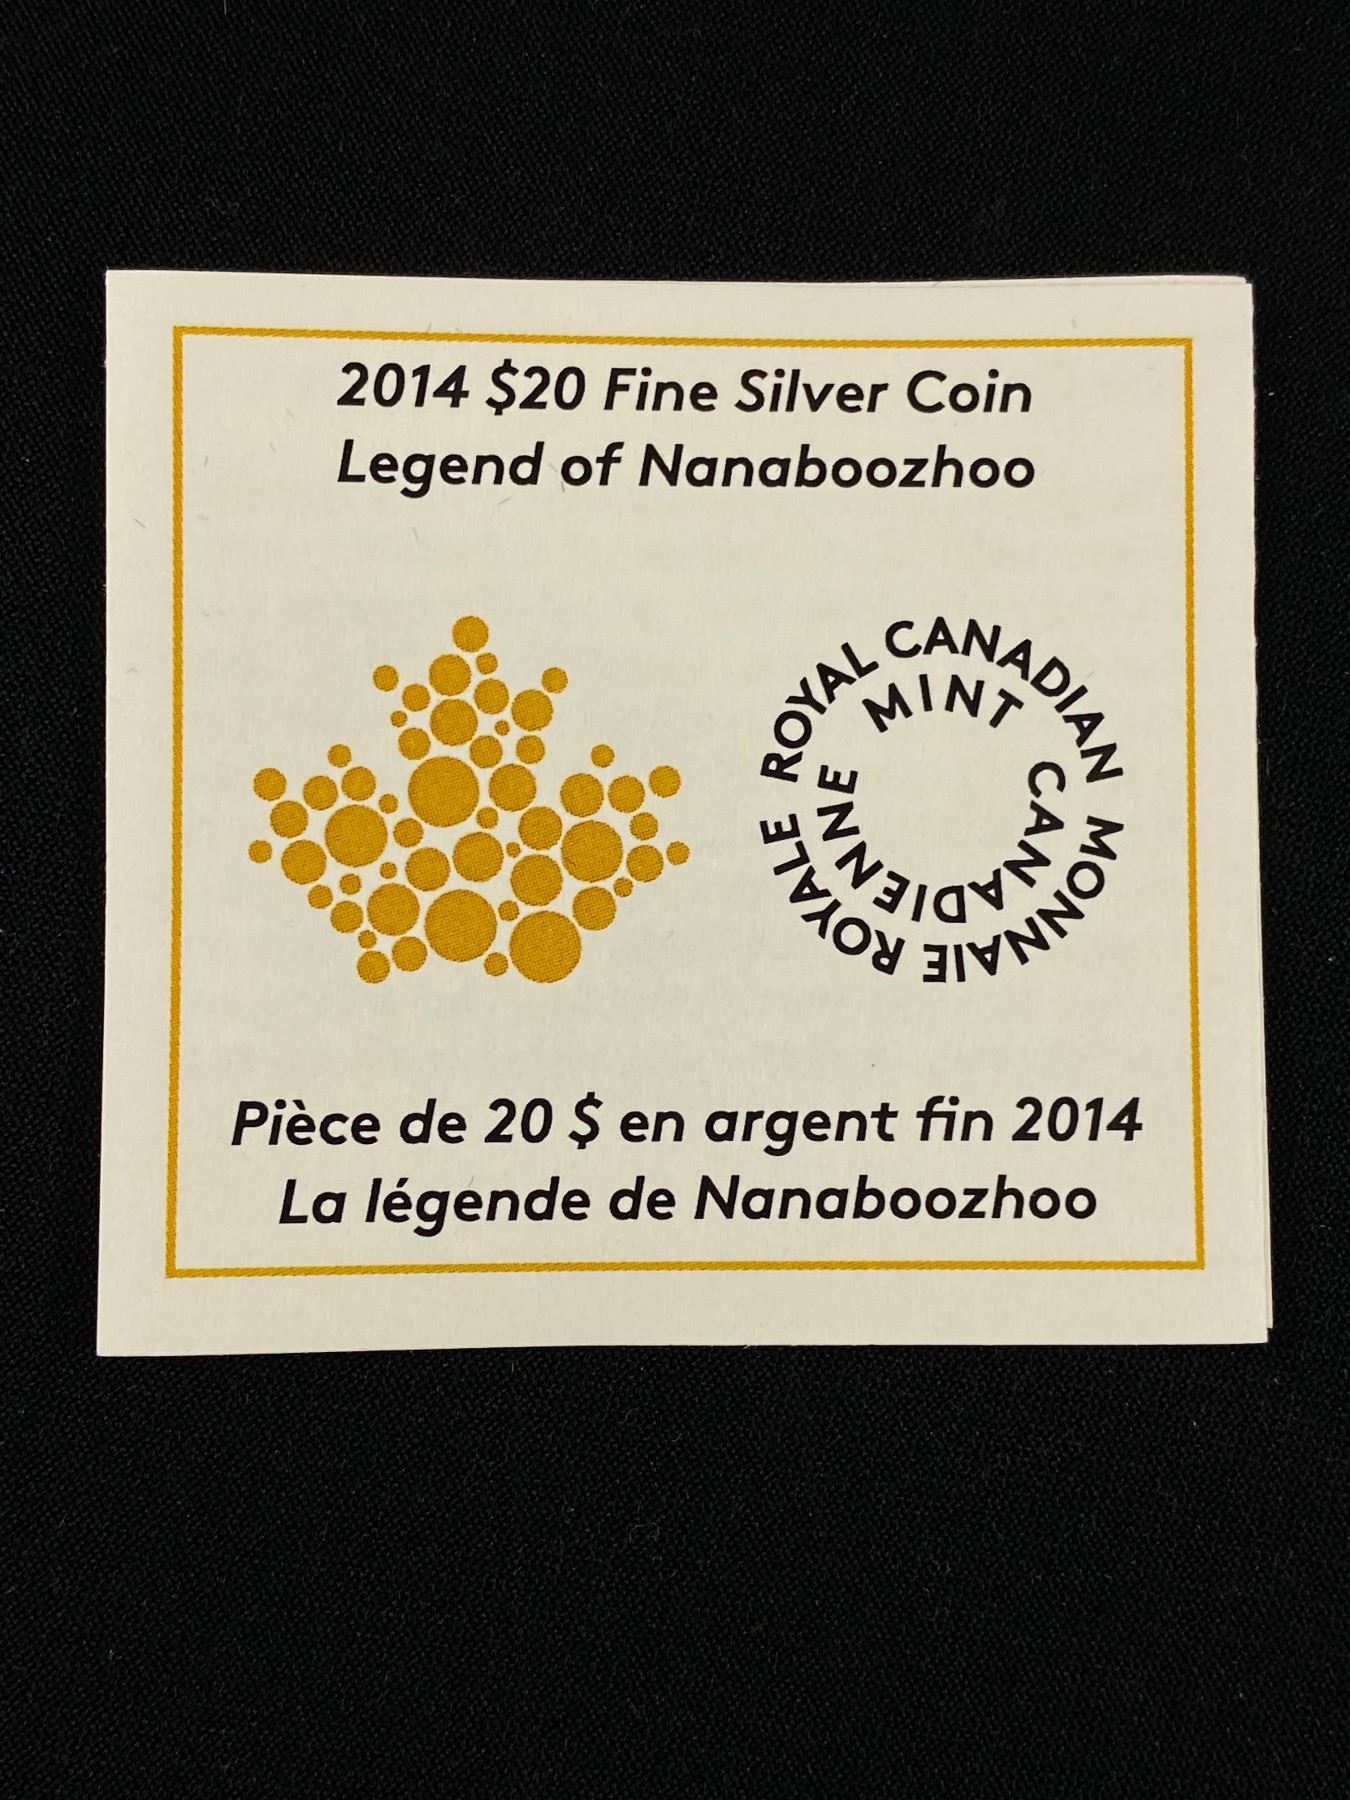 2014 $20 Fine Silver Coin
Legend of Nanaboozhoo
ROYAL CANADIAN
MINT
MONNAIE ROYALE
CANADIENNE
Pièce de 20 $ en argent fin 2014
La légende de Nanaboozhoo